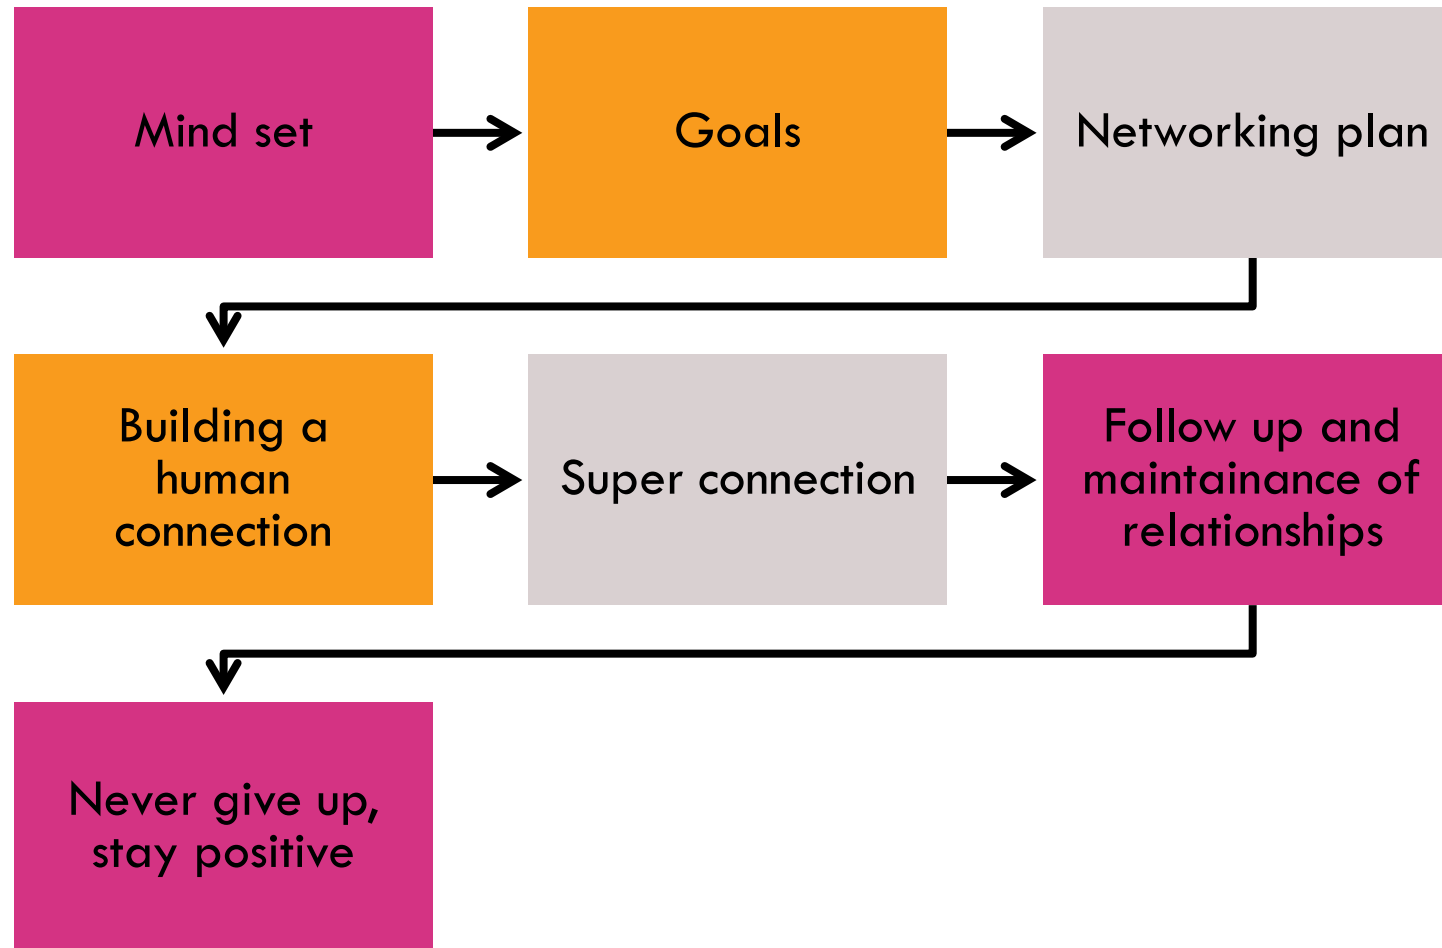 Mind set
Goals
Networking plan
Building a
human
connection
Super connection
Follow up and
maintainance of
relationships
Never give up,
stay positive